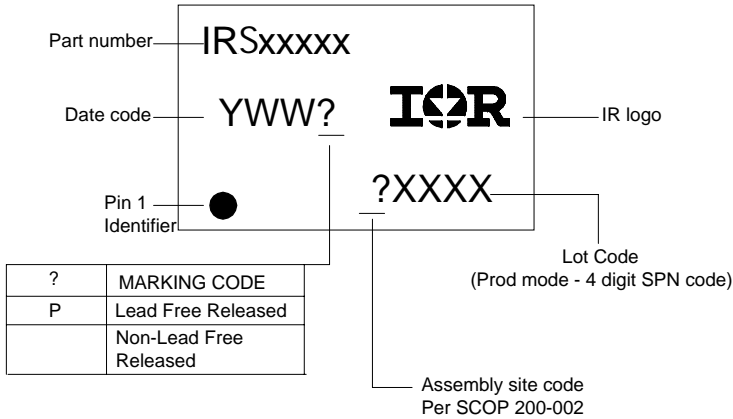 Part number
IRSxxxxx
Date code
YWW?
IOR
IR logo
Pin 1
Identifier
?XXXX
Lot Code
(Prod mode - 4 digit SPN code)
? MARKING CODE
P Lead Free Released
Non-Lead Free
Released
Assembly site code
Per SCOP 200-002